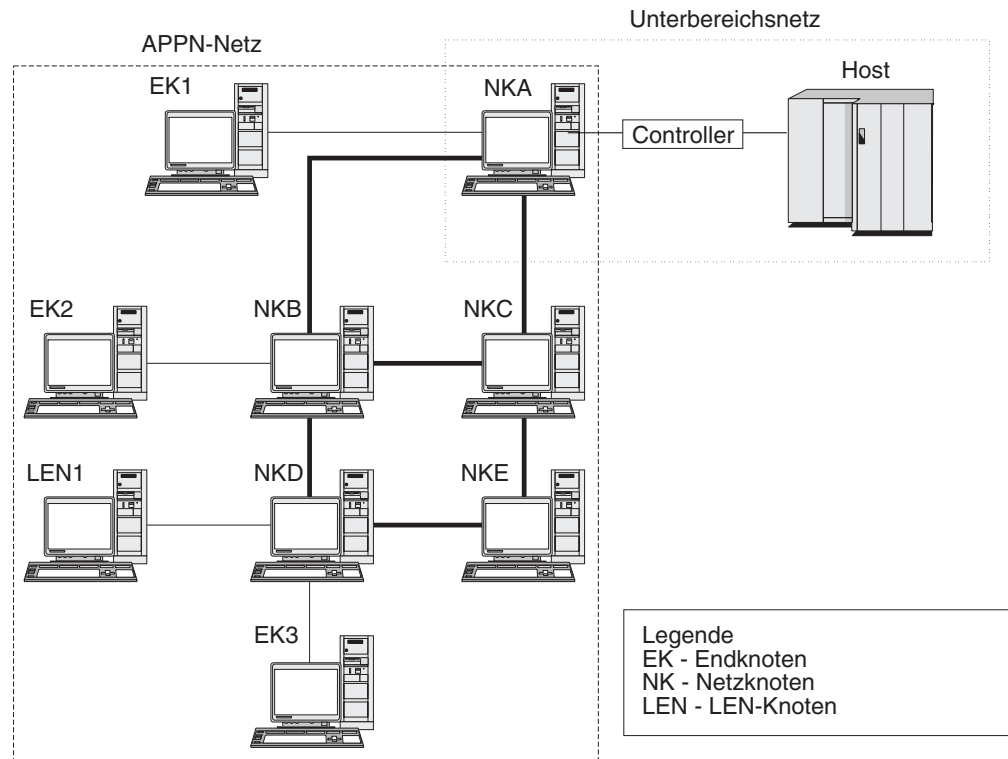 Unterbereichsnetz
APPN-Netz
EK1
NKA
Host
Controller
EK2
NKB
NKC
LEN1
NKD
NKE
EK3
Legende
EK - Endknoten
NK - Netzknoten
LEN - LEN-Knoten